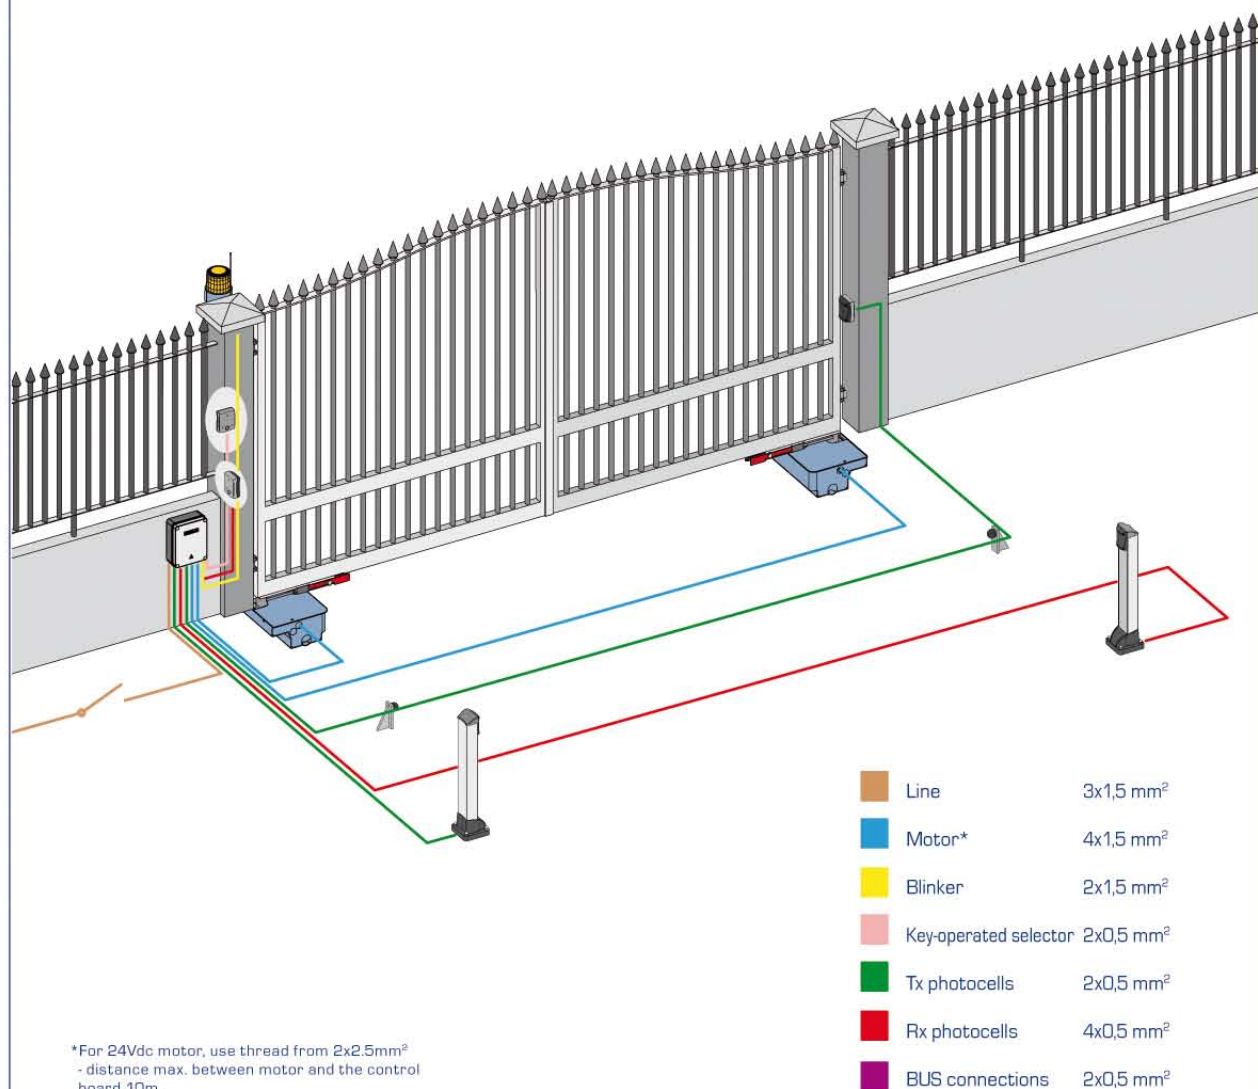 Line 3x1,5 mm²
Motor* 4x1,5 mm²
Blinker 2x1,5 mm²
Key-operated selector 2x0,5 mm²
Tx photocells 2x0,5 mm²
Rx photocells 4x0,5 mm²
BUS connections 2x0,5 mm²
*For 24Vdc motor, use thread from 2x2.5mm²
- distance max. between motor and the control
board 10m